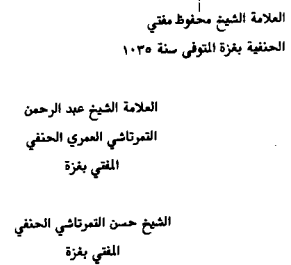 العلامة الشيخ محفوظ مفتي
الحنفية بغزة المتوفى سنة ١٠٣٥
العلامة الشيخ عبد الرحمن
التمرتاشي العمري الحنفي
المفتي بغزة
الشيخ حسن التمرتاشي الحنفي
المفتي بغزة